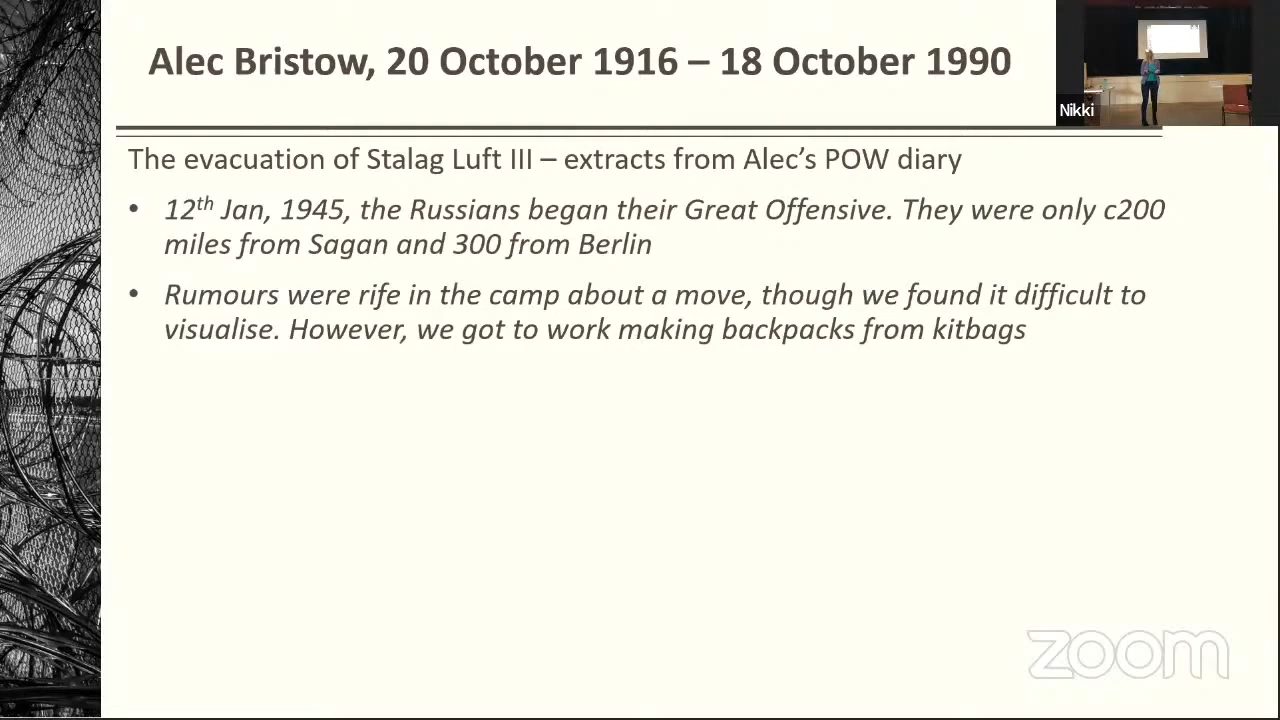 Alec Bristow, 20 October 1916 – 18 October 1990
Nikki
The evacuation of Stalag Luft III – extracts from Alec’s POW diary
• 12th Jan, 1945, the Russians began their Great Offensive. They were only c200
miles from Sagan and 300 from Berlin
• Rumours were rife in the camp about a move, though we found it difficult to
visualise. However, we got to work making backpacks from kitbags
zoom